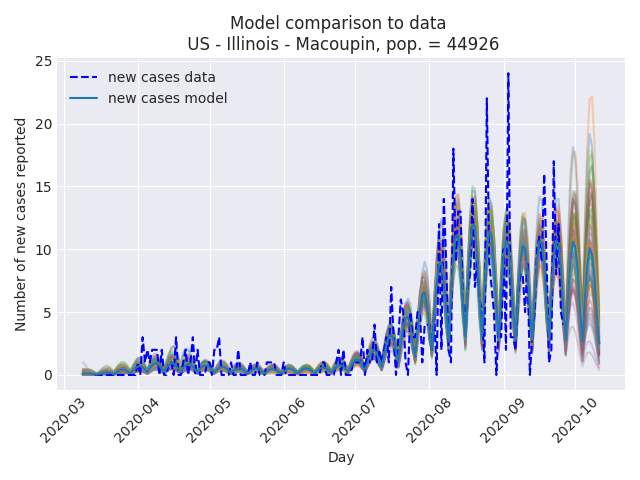 Model comparison to data
US - Illinois - Macoupin, pop. = 44926
new cases data
new cases model
Number of new cases reported
25
20
15
10
5
0
2020-03
2020-04
2020-05
2020-06
2020-07
2020-08
2020-09
2020-10
Day